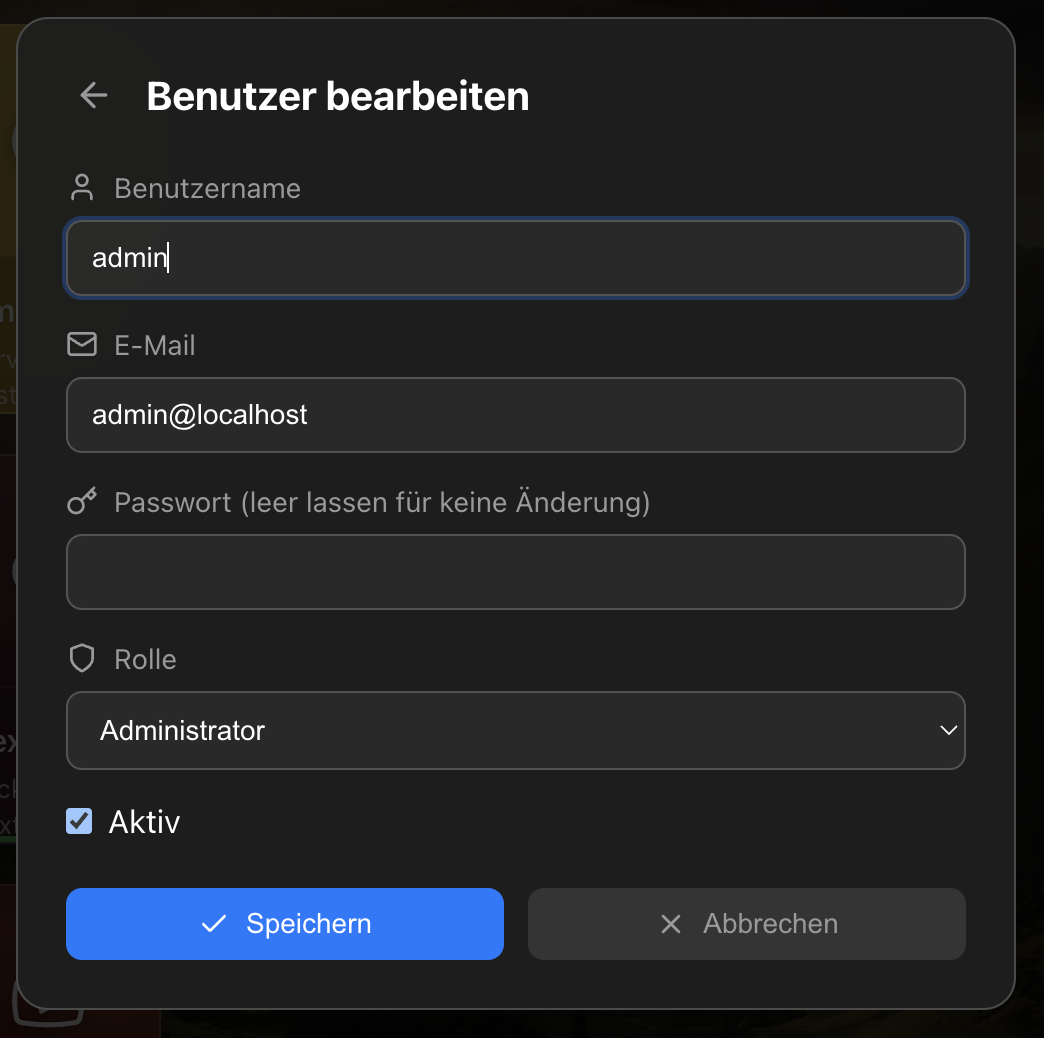 Benutzer bearbeiten
Benutzername
admin
E-Mail
admin@localhost
Passwort (leer lassen für keine Änderung)
Rolle
Administrator
Aktiv
Speichern
Abbrechen